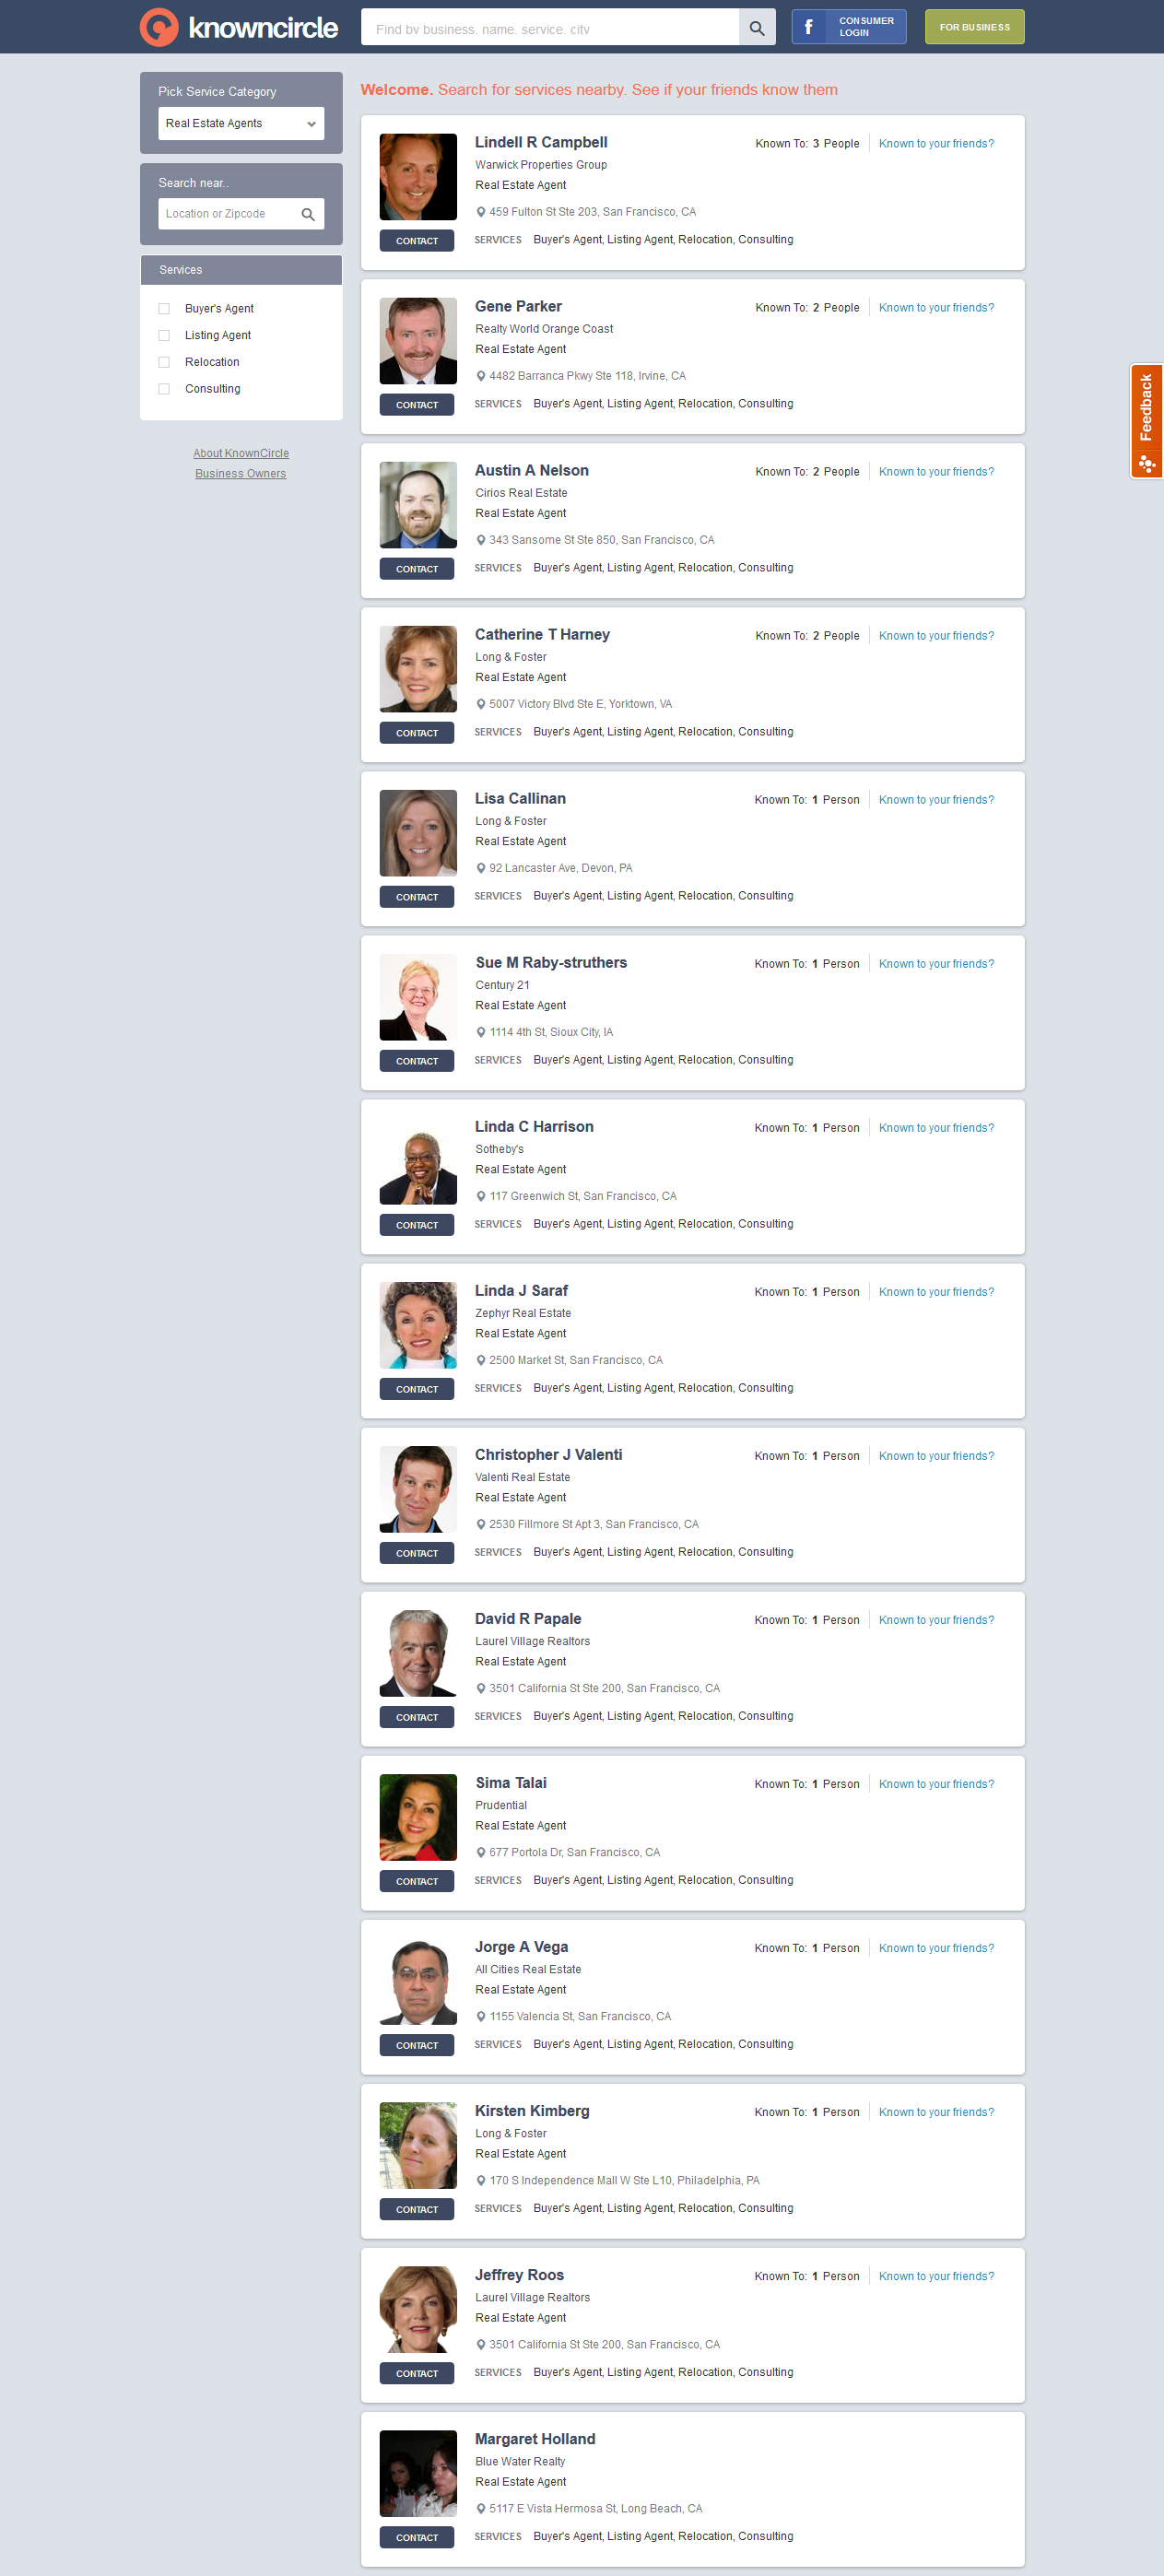 knowncircle
Find by business, name, service, city
CONSUMER
LOGIN
FOR BUSINESS
Pick Service Category
Real Estate Agents
Search near..
Location or Zipcode
Services
Buyer's Agent
Listing Agent
Relocation
Consulting
About KnownCircle
Business Owners
Feedback
Welcome. Search for services nearby. See if your friends know them
Lindell R Campbell
Known To: 3 People
Known to your friends?
Warwick Properties Group
Real Estate Agent
459 Fulton St Ste 203, San Francisco, CA
CONTACT
SERVICES Buyer's Agent, Listing Agent, Relocation, Consulting
Gene Parker
Known To: 2 People
Known to your friends?
Realty World Orange Coast
Real Estate Agent
4482 Barranca Pkwy Ste 118, Irvine, CA
CONTACT
SERVICES Buyer's Agent, Listing Agent, Relocation, Consulting
Austin A Nelson
Known To: 2 People
Known to your friends?
Cirios Real Estate
Real Estate Agent
343 Sansome St Ste 850, San Francisco, CA
CONTACT
SERVICES Buyer's Agent, Listing Agent, Relocation, Consulting
Catherine T Harney
Known To: 2 People
Known to your friends?
Long & Foster
Real Estate Agent
5007 Victory Blvd Ste E, Yorktown, VA
CONTACT
SERVICES Buyer's Agent, Listing Agent, Relocation, Consulting
Lisa Callinan
Known To: 1 Person
Known to your friends?
Long & Foster
Real Estate Agent
92 Lancaster Ave, Devon, PA
CONTACT
SERVICES Buyer's Agent, Listing Agent, Relocation, Consulting
Sue M Raby-struthers
Known To: 1 Person
Known to your friends?
Century 21
Real Estate Agent
1114 4th St, Sioux City, IA
CONTACT
SERVICES Buyer's Agent, Listing Agent, Relocation, Consulting
Linda C Harrison
Known To: 1 Person
Known to your friends?
Sotheby's
Real Estate Agent
117 Greenwich St, San Francisco, CA
CONTACT
SERVICES Buyer's Agent, Listing Agent, Relocation, Consulting
Linda J Saraf
Known To: 1 Person
Known to your friends?
Zephyr Real Estate
Real Estate Agent
2500 Market St, San Francisco, CA
CONTACT
SERVICES Buyer's Agent, Listing Agent, Relocation, Consulting
Christopher J Valenti
Known To: 1 Person
Known to your friends?
Valenti Real Estate
Real Estate Agent
2530 Fillmore St Apt 3, San Francisco, CA
CONTACT
SERVICES Buyer's Agent, Listing Agent, Relocation, Consulting
David R Papale
Known To: 1 Person
Known to your friends?
Laurel Village Realtors
Real Estate Agent
3501 California St Ste 200, San Francisco, CA
CONTACT
SERVICES Buyer's Agent, Listing Agent, Relocation, Consulting
Sima Talai
Known To: 1 Person
Known to your friends?
Prudential
Real Estate Agent
677 Portola Dr, San Francisco, CA
CONTACT
SERVICES Buyer's Agent, Listing Agent, Relocation, Consulting
Jorge A Vega
Known To: 1 Person
Known to your friends?
All Cities Real Estate
Real Estate Agent
1155 Valencia St, San Francisco, CA
CONTACT
SERVICES Buyer's Agent, Listing Agent, Relocation, Consulting
Kirsten Kimberg
Known To: 1 Person
Known to your friends?
Long & Foster
Real Estate Agent
170 S Independence Mall W Ste L10, Philadelphia, PA
CONTACT
SERVICES Buyer's Agent, Listing Agent, Relocation, Consulting
Jeffrey Roos
Known To: 1 Person
Known to your friends?
Laurel Village Realtors
Real Estate Agent
3501 California St Ste 200, San Francisco, CA
CONTACT
SERVICES Buyer's Agent, Listing Agent, Relocation, Consulting
Margaret Holland
Blue Water Realty
Real Estate Agent
5117 E Vista Hermosa St, Long Beach, CA
CONTACT
SERVICES Buyer's Agent, Listing Agent, Relocation, Consulting